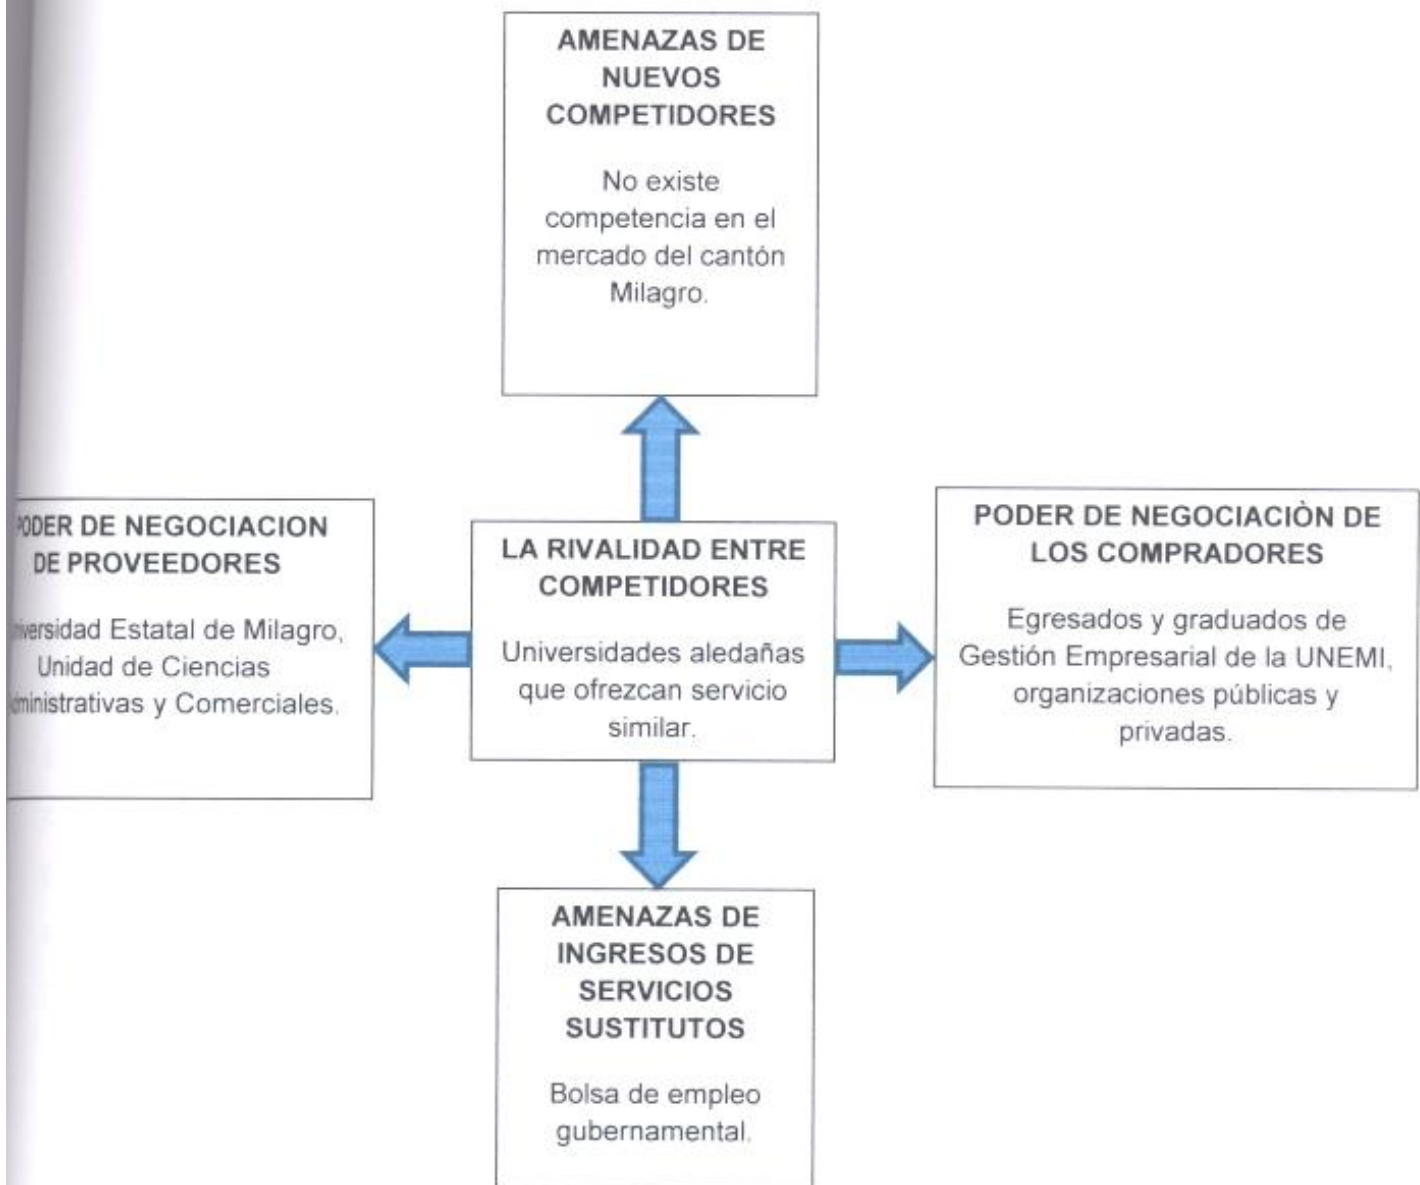 AMENAZAS DE
NUEVOS
COMPETIDORES
No existe
competencia en el
mercado del cantón
Milagro.
PODER DE NEGOCIACION
DE PROVEEDORES
Estatal de Milagro,
Unidad de Ciencias
y Comerciales.
LA RIVALIDAD ENTRE
COMPETIDORES
Universidades aledañas
que ofrezcan servicio
similar.
PODER DE NEGOCIACIÒN DE
LOS COMPRADORES
Egresados y graduados de
Gestión Empresarial de la UNEMI,
organizaciones públicas y
privadas.
AMENAZAS DE
INGRESOS DE
SERVICIOS
SUSTITUTOS
Bolsa de empleo
gubernamental.